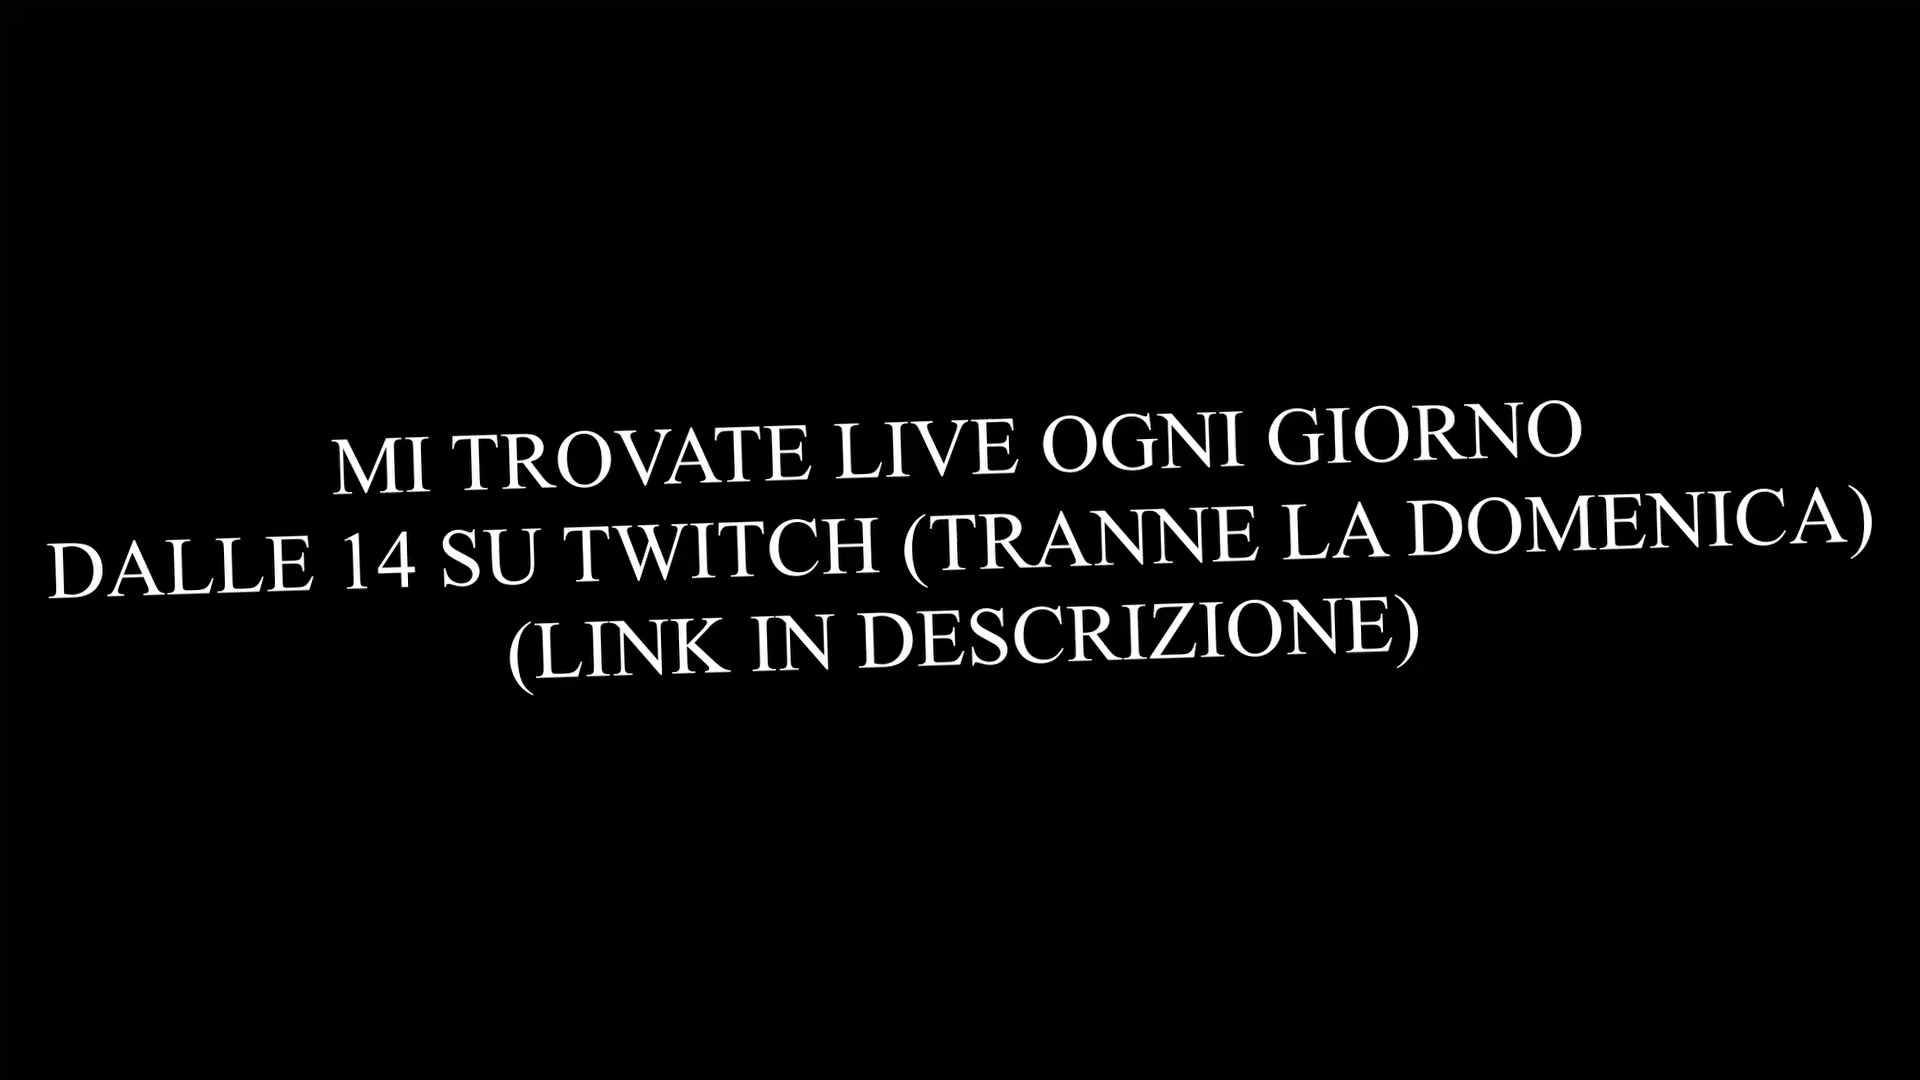 MI TROVATE LIVE OGNI GIORNO
DALLE 14 SU TWITCH (TRANNE LA DOMENICA)
(LINK IN DESCRIZIONE)